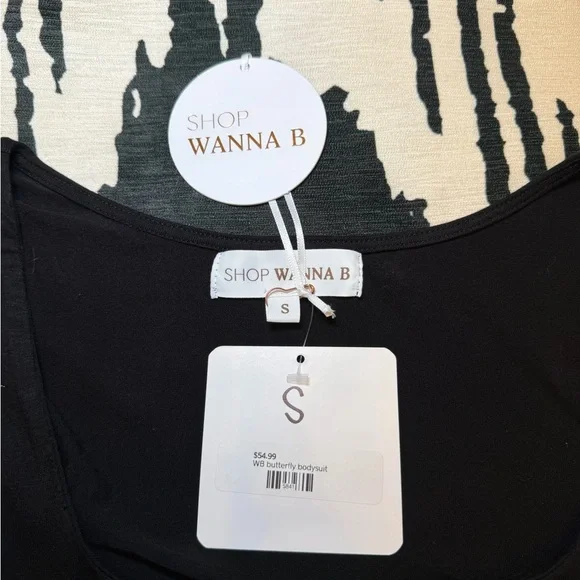 SHOP
WANNA B
SHOP WANNA B
S
S
$54.99
WB butterfly bodysuit